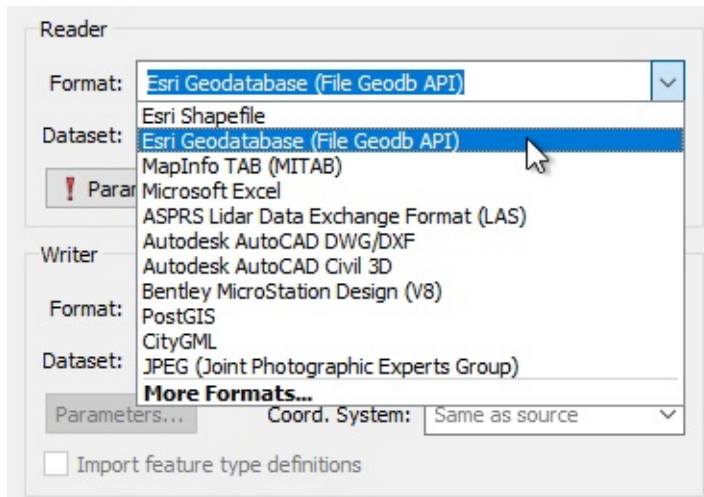 Reader
Format: Esri Geodatabase (File Geodb API)
Esri Shapefile
Dataset: Esri Geodatabase (File Geodb API)
MapInfo TAB (MITAB)
Microsoft Excel
ASPRS Lidar Data Exchange Format (LAS)
Writer Autodesk AutoCAD DWG/DXF
Autodesk AutoCAD Civil 3D
Bentley MicroStation Design (V8)
Format: PostGIS
CityGML
Dataset: JPEG (Joint Photographic Experts Group)
More Formats...
Parameters... Coord. System: Same as source
Import feature type definitions